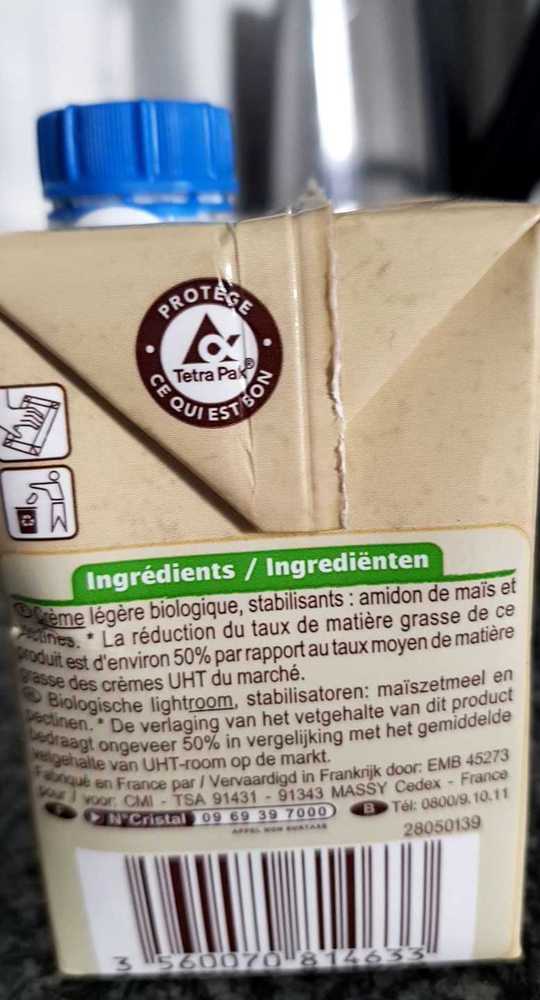 PROTÈGE
Tetra Pak®
CE QUI EST BON
Ingrédients / Ingrediënten
Crème légère biologique, stabilisants : amidon de maïs et
pectines. * La réduction du taux de matière grasse de ce
produit est d'environ 50% par rapport au taux moyen de matière
grasse des crèmes UHT du marché.
Biologische lightroom, stabilisatoren: maïszetmeel en
pectinen. * De verlaging van het vetgehalte van dit product
bedraagt ongeveer 50% in vergelijking met het gemiddelde
vetgehalte van UHT-room op de markt.
Fabriqué en France par / Vervaardigd in Frankrijk door: EMB 45273
pour / voor: CMI - TSA 91431 - 91343 MASSY Cedex - France
F N°Cristal 09 69 39 7000 B Tél: 0800/9.10.11
APPEL NON SURTAXÉ
28050139
3 560070 814633